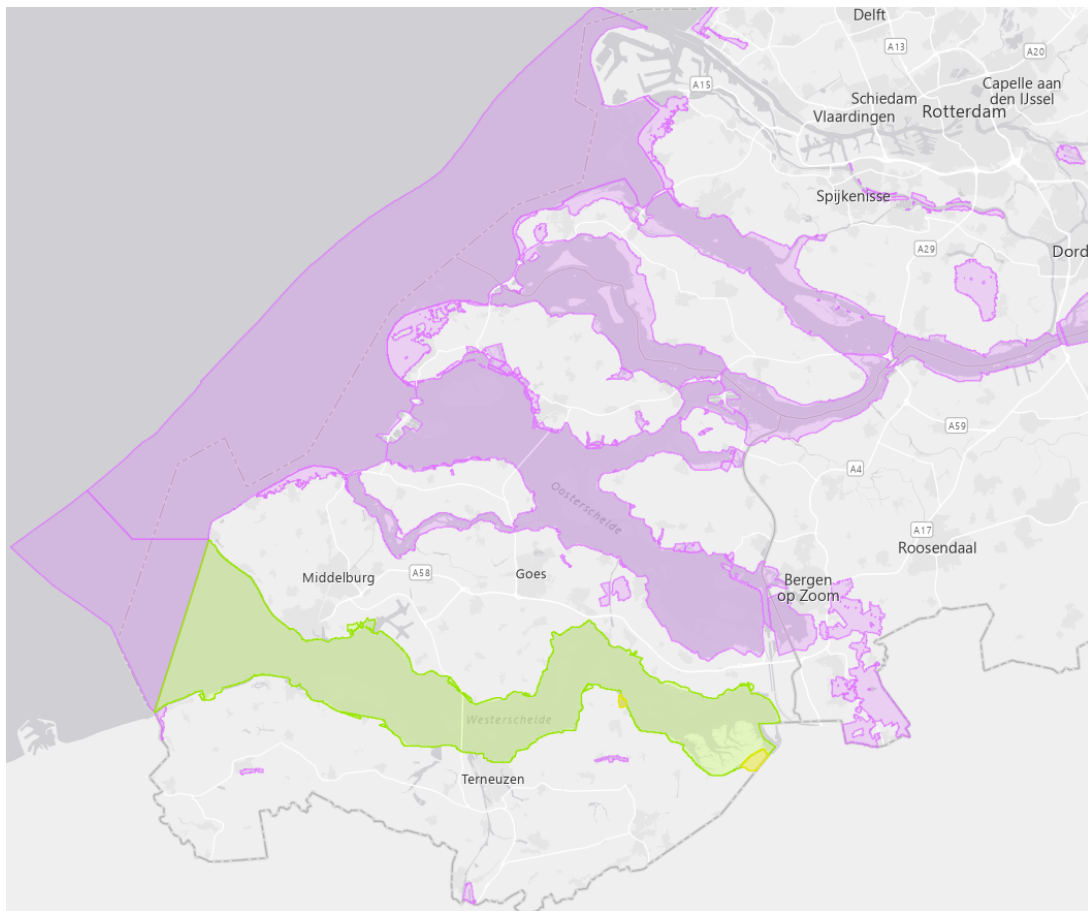 Delft
A13
A20
A15
Capelle aan
den IJssel
Schiedam
Vlaardingen
Rotterdam
Spijkenisse
A29
Dord
A59
A4
Oosterschelde
A17
Roosendaal
Middelburg
A58
Goes
Bergen
op Zoom
Westerschelde
Terneuzen